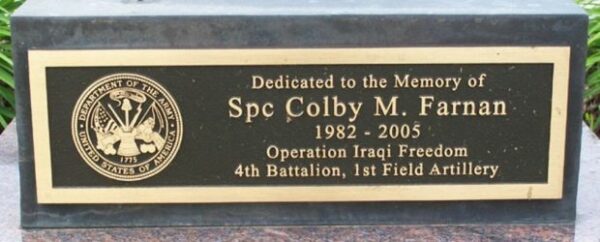 DEPARTMENT OF THE ARMY
UNITED STATES OF AMERICA
1775
Dedicated to the Memory of
Spc Colby M. Farnan
1982 - 2005
Operation Iraqi Freedom
4th Battalion, 1st Field Artillery